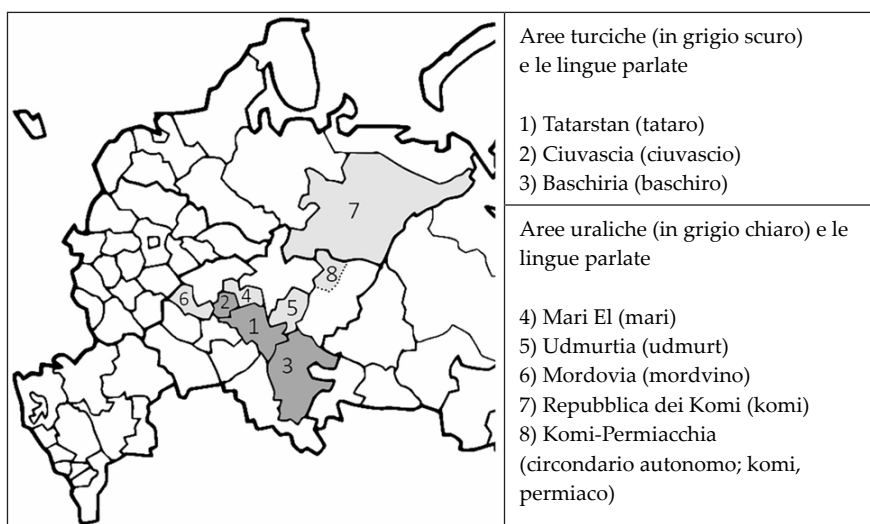 Aree turciche (in grigio scuro)
e le lingue parlate
1) Tatarstan (tataro)
2) Ciuvascia (ciuvascio)
3) Baschiria (baschiro)
Aree uraliche (in grigio chiaro) e le
lingue parlate
4) Mari El (mari)
5) Udmurtia (udmurt)
6) Mordovia (mordvino)
7) Repubblica dei Komi (komi)
8) Komi-Permiacchia
(circondario autonomo; komi,
permiaco)
7
8
6
2
4
5
1
3